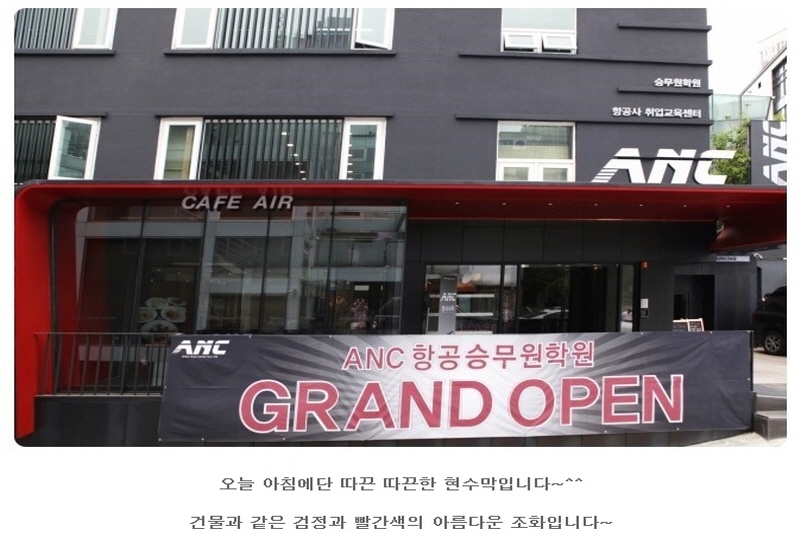 승무원학원
항공사 취업교육센터
ANC
ANC
CAFE AIR
ANC
ANC
ANC 항공승무원학원
GRAND OPEN
오늘 아침에단 따끈 따끈한 현수막입니다~^^
건물과 같은 검정과 빨간색의 아름다운 조화입니다~